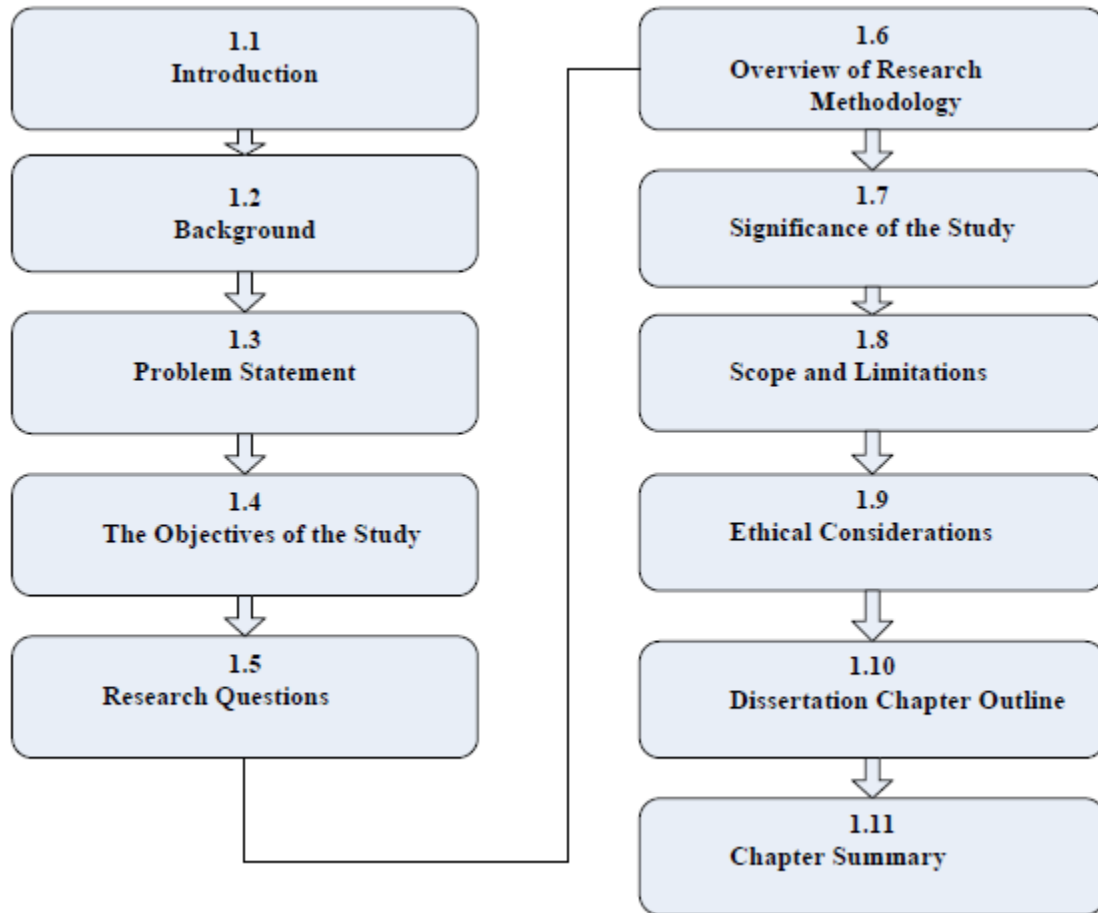 1.1
Introduction
1.2
Background
1.3
Problem Statement
1.4
The Objectives of the Study
1.5
Research Questions
1.6
Overview of Research
Methodology
1.7
Significance of the Study
1.8
Scope and Limitations
1.9
Ethical Considerations
1.10
Dissertation Chapter Outline
1.11
Chapter Summary